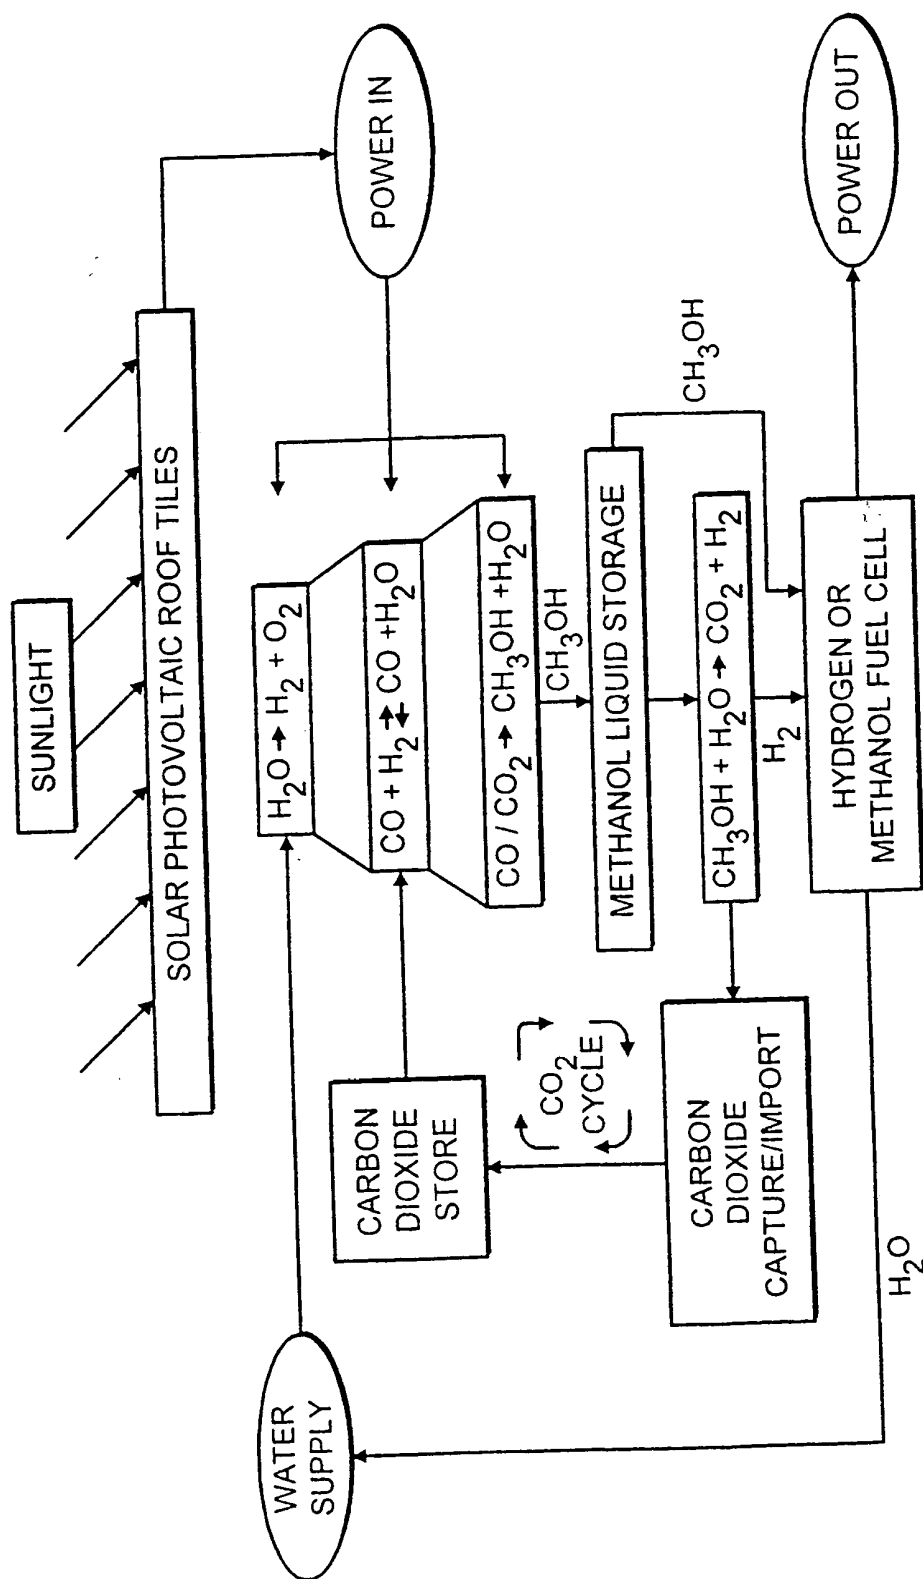 SUNLIGHT
SOLAR PHOTOVOLTAIC ROOF TILES
POWER IN
WATER
SUPPLY
H₂O → H₂ + O₂
CO + H₂ ⇄ CO + H₂O
CO / CO₂ → CH₃OH + H₂O
CARBON
DIOXIDE
STORE
CO₂
CYCLE
CH₃OH
METHANOL LIQUID STORAGE
CH₃OH
CH₃OH + H₂O → CO₂ + H₂
CARBON
DIOXIDE
CAPTURE/IMPORT
H₂
HYDROGEN OR
METHANOL FUEL CELL
POWER OUT
H₂O